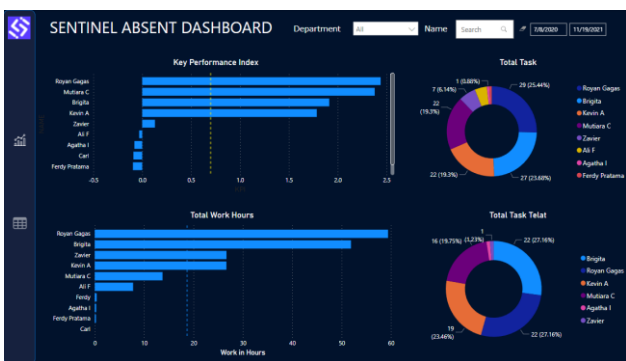 SENTINEL ABSENT DASHBOARD
Department
All
Name
Search
7/8/2020
11/19/2021
Key Performance Index
Royan Gagas
Mutiara C
Brigita
Kevin A
Zavier
Ali F
Agatha I
Carl
Ferdy Pratama
-0.5 0.0 0.5 1.0 1.5 2.0 2.5
Total Task
1 (0.88%)
7 (6.14%)
22
(19.3%)
22 (19.3%)
29 (25.44%)
27 (23.68%)
Royan Gagas
Brigita
Kevin A
Mutiara C
Zavier
Ali F
Agatha I
Ferdy Pratama
Total Work Hours
Royan Gagas
Brigita
Zavier
Kevin A
Mutiara C
Ali F
Ferdy
Agatha I
Ferdy Pratama
Carl
0 10 20 30 40 50 60
Work in Hours
Total Task Telat
1
(3,23%)
16 (19.75%)
22 (27.16%)
19
(23.46%)
22 (27.16%)
Brigita
Royan Gagas
Kevin A
Mutiara C
Agatha I
Zavier